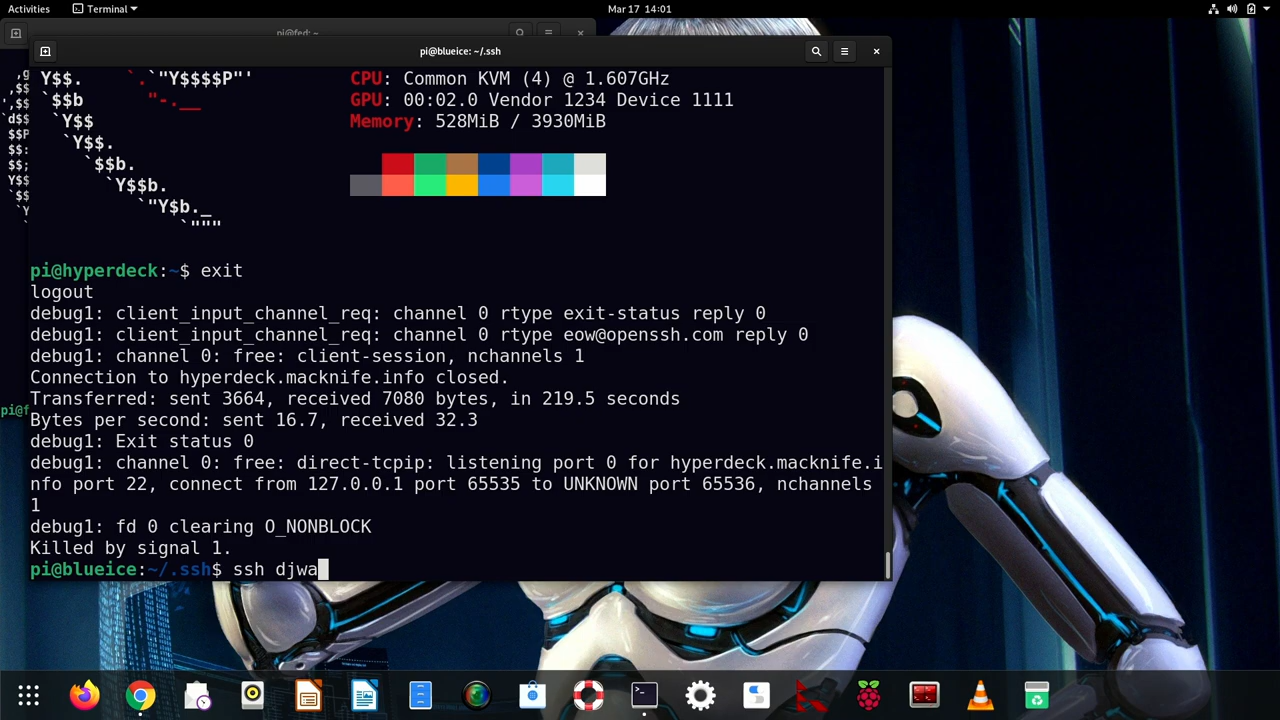 Activities Terminal Mar 17 14:01
pi@fed: ~
pi@blueice: ~/.ssh
Y$$. `.`"Y$$$$P"' CPU: Common KVM (4) @ 1.607GHz
`$$b "-.__ GPU: 00:02.0 Vendor 1234 Device 1111
`Y$$ Memory: 528MiB / 3930MiB
`Y$$.
`$$b.
`Y$$b.
`"Y$b._
`"""
pi@hyperdeck:~$ exit
logout
debug1: client_input_channel_req: channel 0 rtype exit-status reply 0
debug1: client_input_channel_req: channel 0 rtype eow@openssh.com reply 0
debug1: channel 0: free: client-session, nchannels 1
Connection to hyperdeck.macknife.info closed.
Transferred: sent 3664, received 7080 bytes, in 219.5 seconds
Bytes per second: sent 16.7, received 32.3
debug1: Exit status 0
debug1: channel 0: free: direct-tcpip: listening port 0 for hyperdeck.macknife.i
nfo port 22, connect from 127.0.0.1 port 65535 to UNKNOWN port 65536, nchannels
1
debug1: fd 0 clearing O_NONBLOCK
Killed by signal 1.
pi@blueice:~/.ssh$ ssh djwa